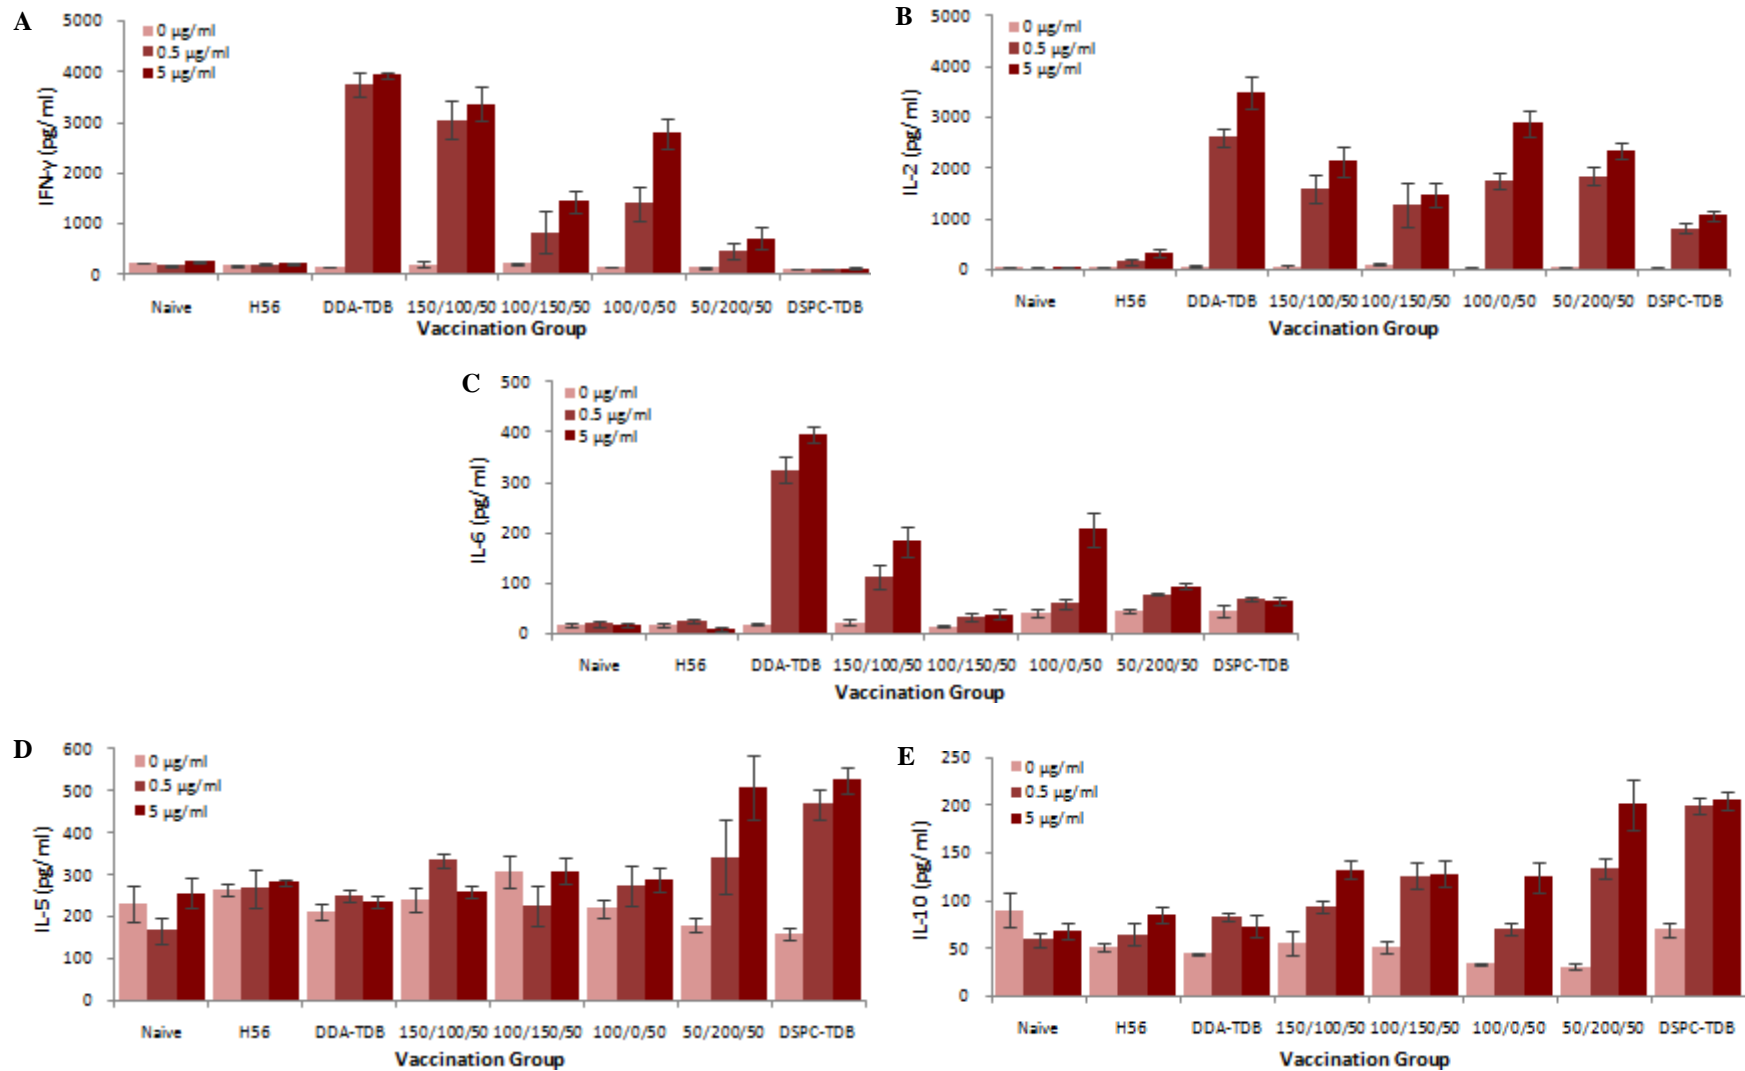 A
IFN-γ (pg/ml)
5000
4000
3000
2000
1000
0
0 µg/ml
0.5 µg/ml
5 µg/ml
Naive H56 DDA-TDB 150/100/50 100/150/50 100/0/50 50/200/50 DSPC-TDB
Vaccination Group
B
IL-2 (pg/ml)
5000
4000
3000
2000
1000
0
0 µg/ml
0.5 µg/ml
5 µg/ml
Naive H56 DDA-TDB 150/100/50 100/150/50 100/0/50 50/200/50 DSPC-TDB
Vaccination Group
C
IL-6 (pg/ml)
500
400
300
200
100
0
0 µg/ml
0.5 µg/ml
5 µg/ml
Naive H56 DDA-TDB 150/100/50 100/150/50 100/0/50 50/200/50 DSPC-TDB
Vaccination Group
D
IL-5 (pg/ml)
600
500
400
300
200
100
0
0 µg/ml
0.5 µg/ml
5 µg/ml
Naive H56 DDA-TDB 150/100/50 100/150/50 100/0/50 50/200/50 DSPC-TDB
Vaccination Group
E
IL-10 (pg/ml)
250
200
150
100
50
0
0 µg/ml
0.5 µg/ml
5 µg/ml
Naive H56 DDA-TDB 150/100/50 100/150/50 100/0/50 50/200/50 DSPC-TDB
Vaccination Group